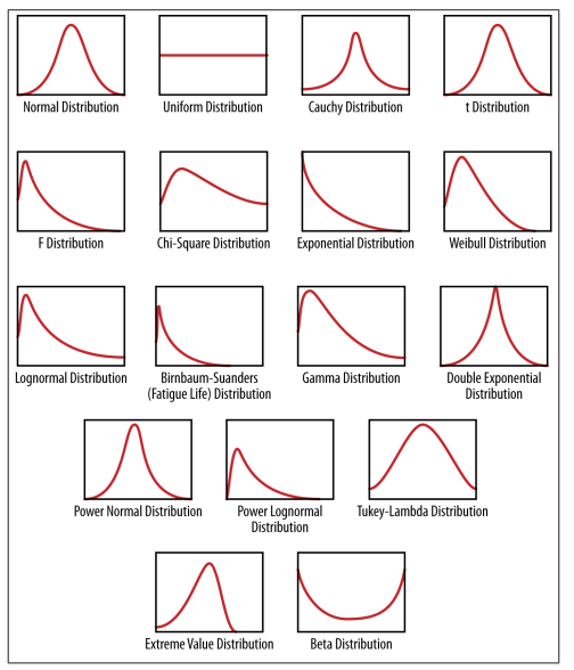 Normal Distribution
Uniform Distribution
Cauchy Distribution
t Distribution
F Distribution
Chi-Square Distribution
Exponential Distribution
Weibull Distribution
Lognormal Distribution
Birnbaum-Suanders
(Fatigue Life) Distribution
Gamma Distribution
Double Exponential
Distribution
Power Normal Distribution
Power Lognormal
Distribution
Tukey-Lambda Distribution
Extreme Value Distribution
Beta Distribution